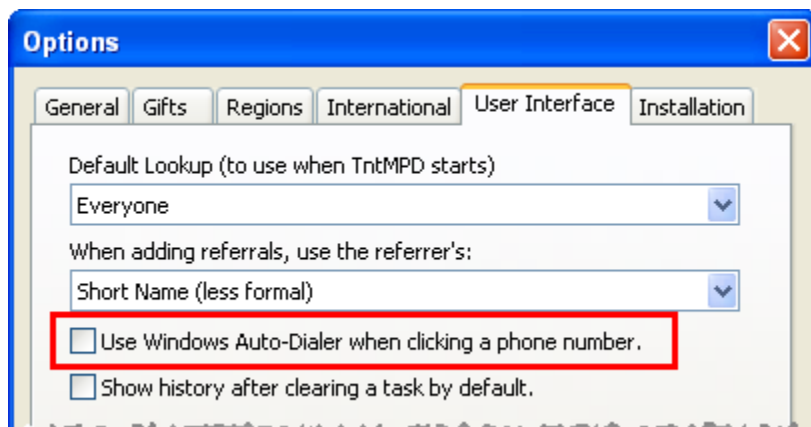 Options
General Gifts Regions International User Interface Installation
Default Lookup (to use when TntMPD starts)
Everyone
When adding referrals, use the referrer's:
Short Name (less formal)
Use Windows Auto-Dialer when clicking a phone number.
Show history after clearing a task by default.